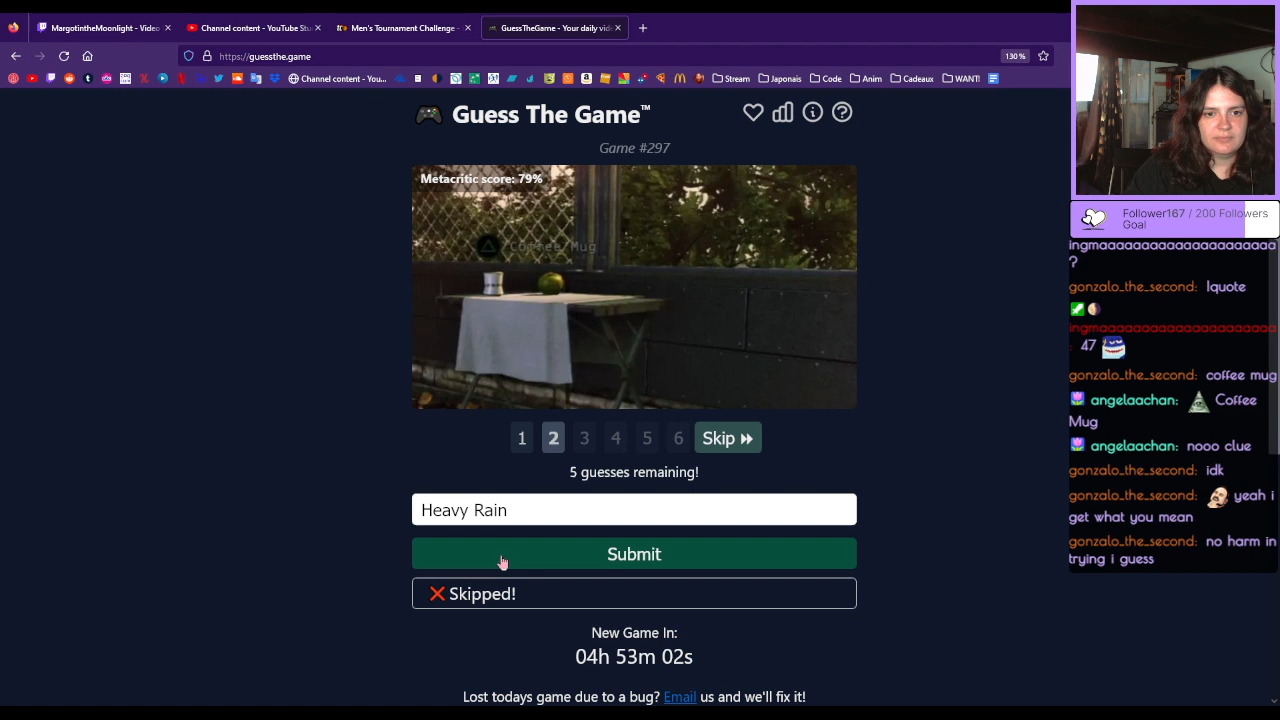 MargotintheMoonlight - Video
Channel content - YouTube Stu
Men's Tournament Challenge -
GuessTheGame - Your daily vide
https://guessthe.game
130%
Channel content - You...
Stream
Japonais
Code
Anim
Cadeaux
WANT!
Guess The Game™
Game #297
Metacritic score: 79%
Coffee Mug
1
2
3
4
5
6
Skip
5 guesses remaining!
Heavy Rain
Submit
❌ Skipped!
New Game In:
04h 53m 02s
Lost todays game due to a bug? Email us and we'll fix it!
Follower167 / 200 Followers
Goal
ingmaaaaaaaaaaaaaaaaaaaaa
?
gonzalo_the_second: !quote
ingmaaaaaaaaaaaaaaaaaaaaa
: 47
gonzalo_the_second: coffee mug
angelaachan: Coffee
Mug
angelaachan: nooo clue
gonzalo_the_second: idk
gonzalo_the_second: yeah i
get what you mean
gonzalo_the_second: no harm in
trying i guess